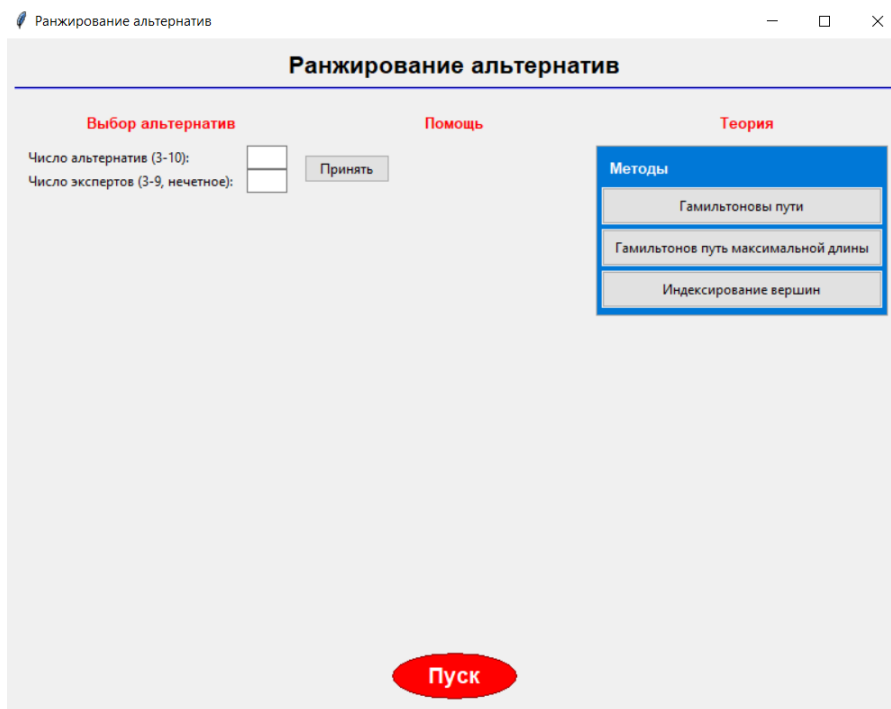 Ранжирование альтернатив
Ранжирование альтернатив
Выбор альтернатив
Число альтернатив (3-10):
Число экспертов (3-9, нечетное):
Принять
Помощь
Теория
Методы
Гамильтоновы пути
Гамильтонов путь максимальной длины
Индексирование вершин
Пуск